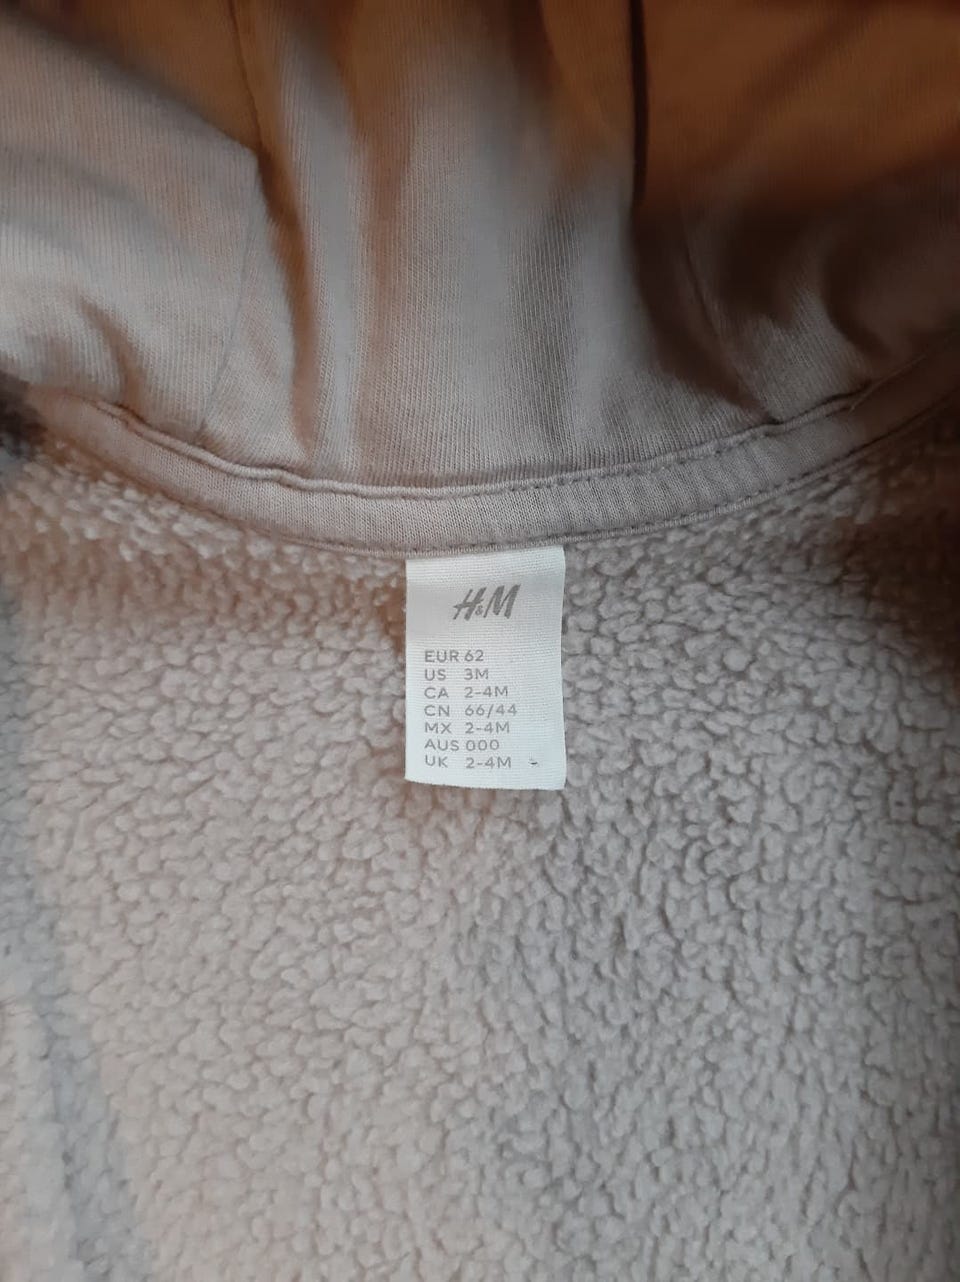 H&M
EUR 62
US 3M
CA 2-4M
CN 66/44
MX 2-4M
AUS 000
UK 2-4M